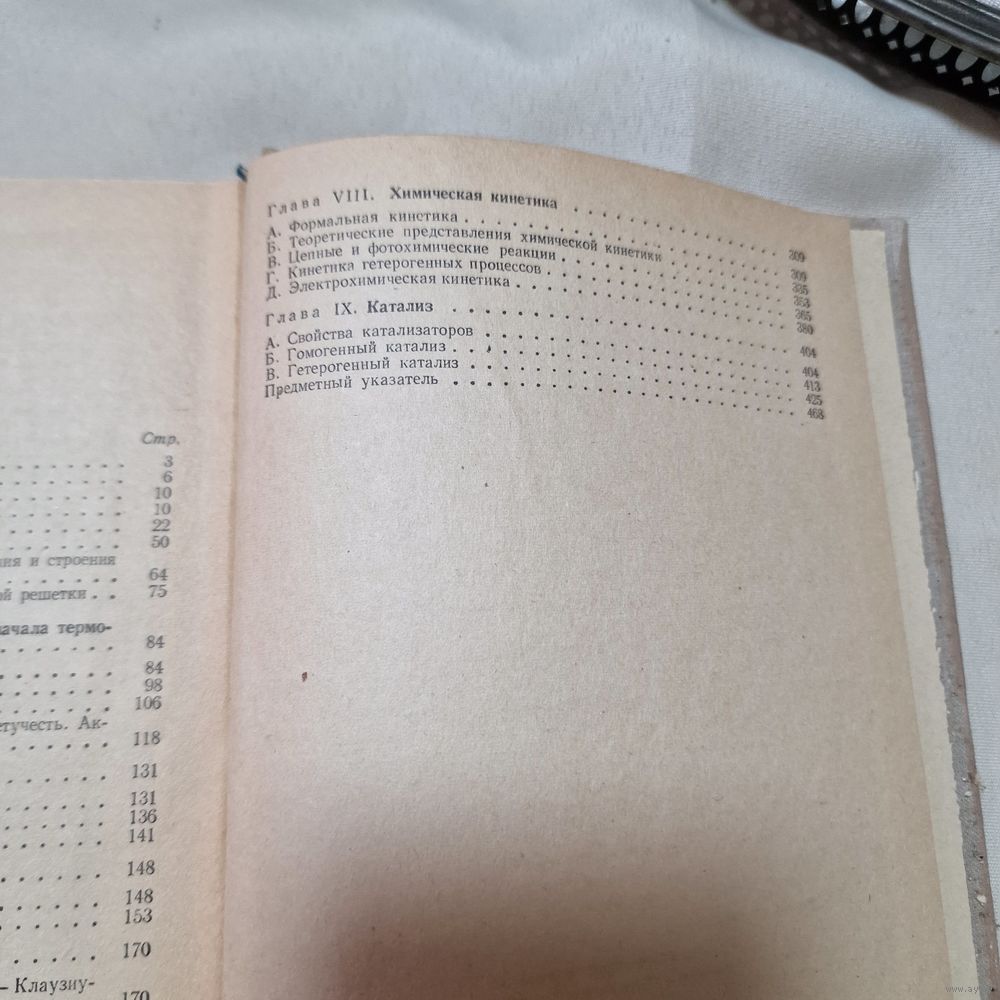 Стр.
3
6
10
10
22
50
и строения
64
решетки . . 75
термо-
84
84
98
106
Ак-
118
131
131
136
141
148
148
153
170
— Клаузиу-
170
Глава VIII. Химическая кинетика . . . . . . . . . . . . . 309
А. Формальная кинетика . . . . . . . . . . . . . . . . 309
Б. Теоретические представления химической кинетики . . . . . 335
В. Цепные и фотохимические реакции . . . . . . . . . . . 353
Г. Кинетика гетерогенных процессов . . . . . . . . . . . . 365
Д. Электрохимическая кинетика . . . . . . . . . . . . . 380
Глава IX. Катализ . . . . . . . . . . . . . . . . . . 404
А. Свойства катализаторов . . . . . . . . . . . . . . . 404
Б. Гомогенный катализ . . . . . . . . . . . . . . . . . 413
В. Гетерогенный катализ . . . . . . . . . . . . . . . . 425
Предметный указатель . . . . . . . . . . . . . . . . . 468